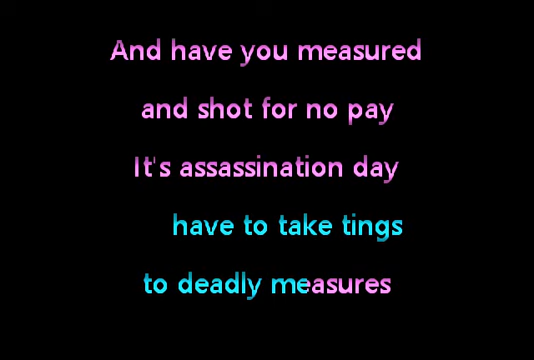 And have you measured
and shot for no pay
It's assassination day
have to take tings
to deadly measures